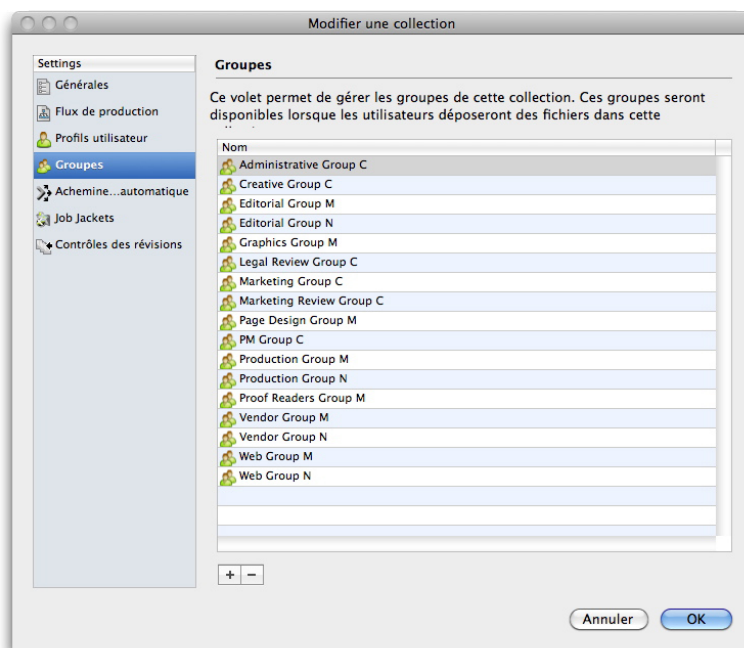 Modifier une collection
Settings
Générales
Flux de production
Profils utilisateur
Groupes
Achemine...automatique
Job Jackets
Contrôles des révisions
Groupes
Ce volet permet de gérer les groupes de cette collection. Ces groupes seront
disponibles lorsque les utilisateurs déposeront des fichiers dans cette
Nom
Administrative Group C
Creative Group C
Editorial Group M
Editorial Group N
Graphics Group M
Legal Review Group C
Marketing Group C
Marketing Review Group C
Page Design Group M
PM Group C
Production Group M
Production Group N
Proof Readers Group M
Vendor Group M
Vendor Group N
Web Group M
Web Group N
+ −
Annuler
OK